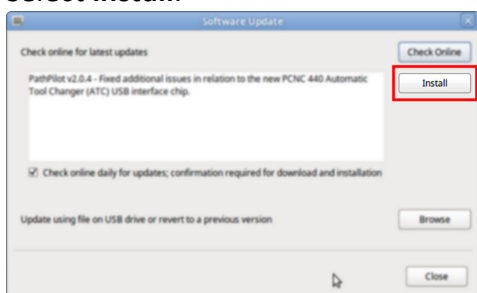 Select Install.
Software Update
Check online for latest updates
Check Online
PathPilot v2.0.4 - Fixed additional issues in relation to the new PCNC 440 Automatic
Tool Changer (ATC) USB interface chip.
Install
Check online daily for updates; confirmation required for download and installation
Update using file on USB drive or revert to a previous version
Browse
Close